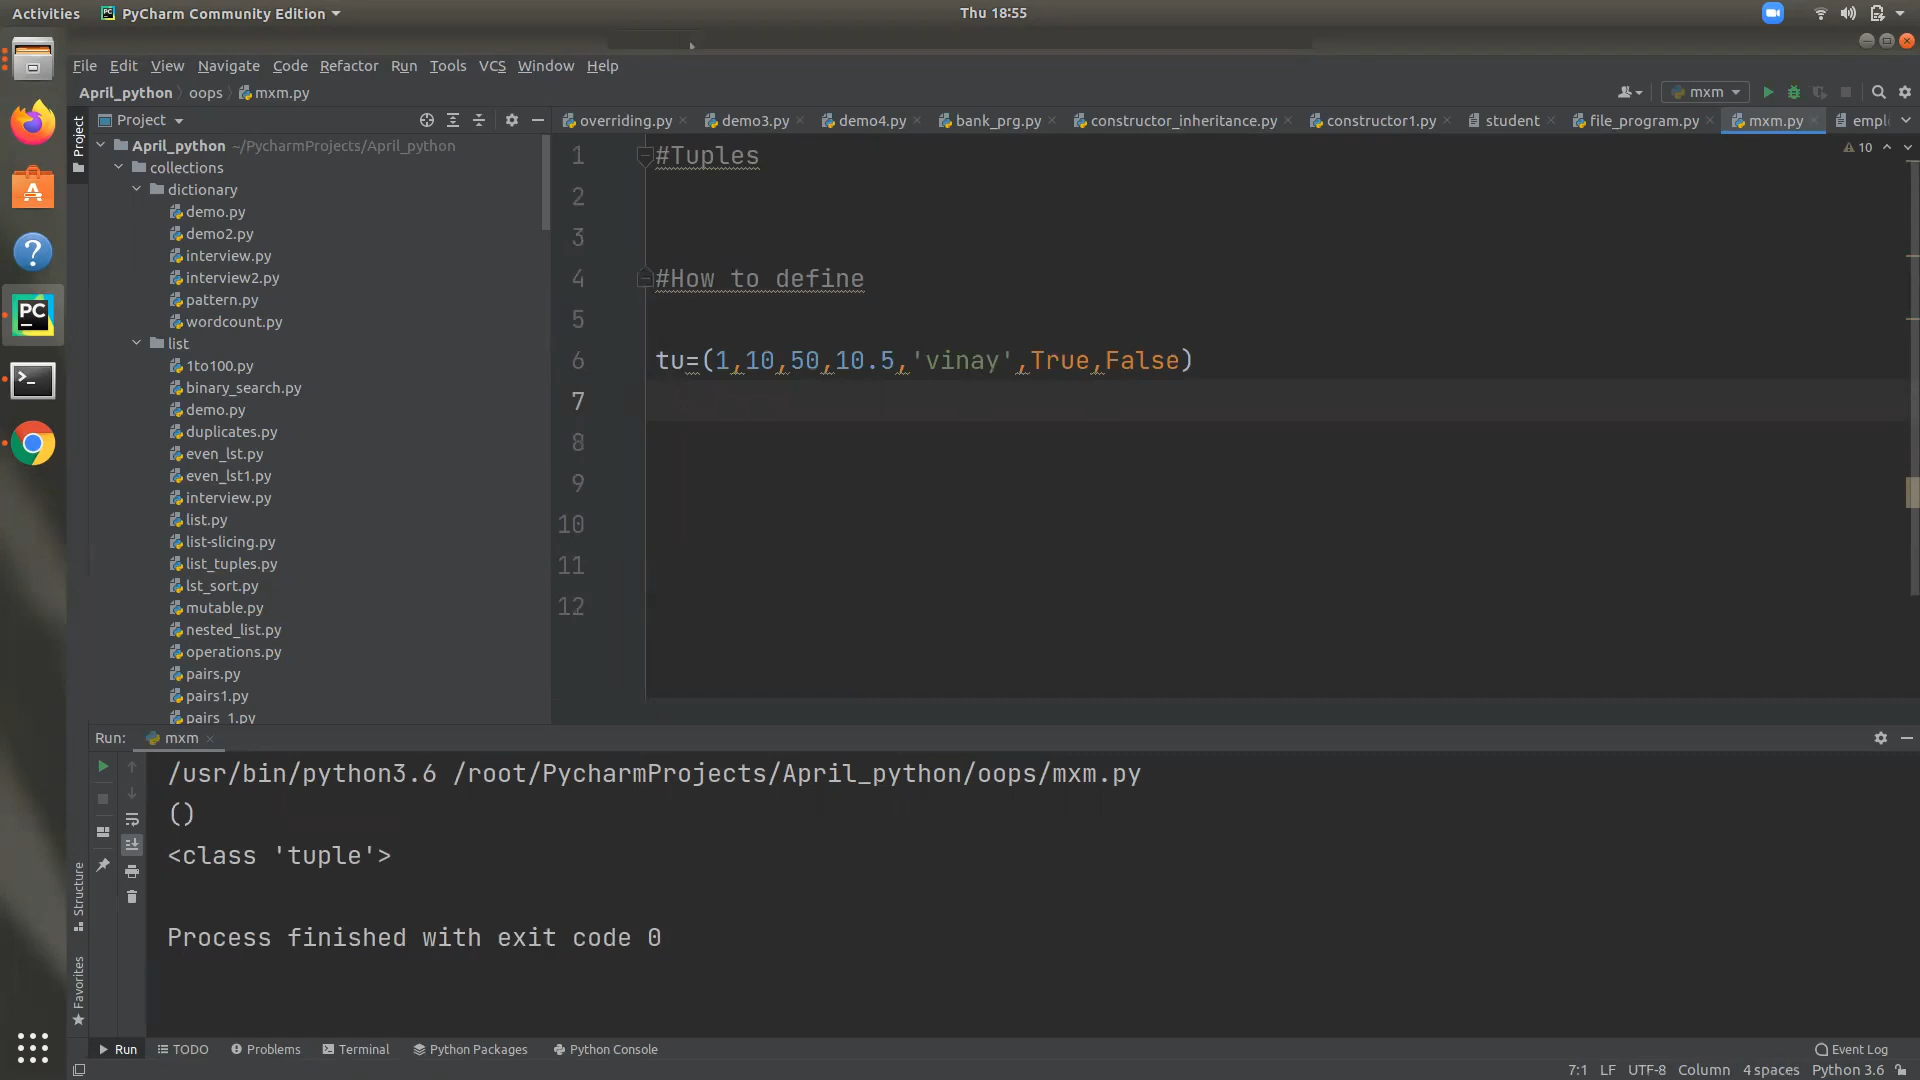 Activities PyCharm Community Edition Thu 18:55
File Edit View Navigate Code Refactor Run Tools VCS Window Help
April_python oops mxm.py mxm
Project overriding.py demo3.py demo4.py bank_prg.py constructor_inheritance.py constructor1.py student file_program.py mxm.py empl
Project
April_python ~/PycharmProjects/April_python
collections
dictionary
demo.py
demo2.py
interview.py
interview2.py
pattern.py
wordcount.py
list
1to100.py
binary_search.py
demo.py
duplicates.py
even_lst.py
even_lst1.py
interview.py
list.py
list-slicing.py
list_tuples.py
lst_sort.py
mutable.py
nested_list.py
operations.py
pairs.py
pairs1.py
pairs_1.py
10
1 #Tuples
2
3
4 #How to define
5
6 tu=(1,10,50,10.5,'vinay',True,False)
7
8
9
10
11
12
Run: mxm
/usr/bin/python3.6 /root/PycharmProjects/April_python/oops/mxm.py
()
<class 'tuple'>
Process finished with exit code 0
Structure
Favorites
Run TODO Problems Terminal Python Packages Python Console Event Log
7:1 LF UTF-8 Column 4 spaces Python 3.6